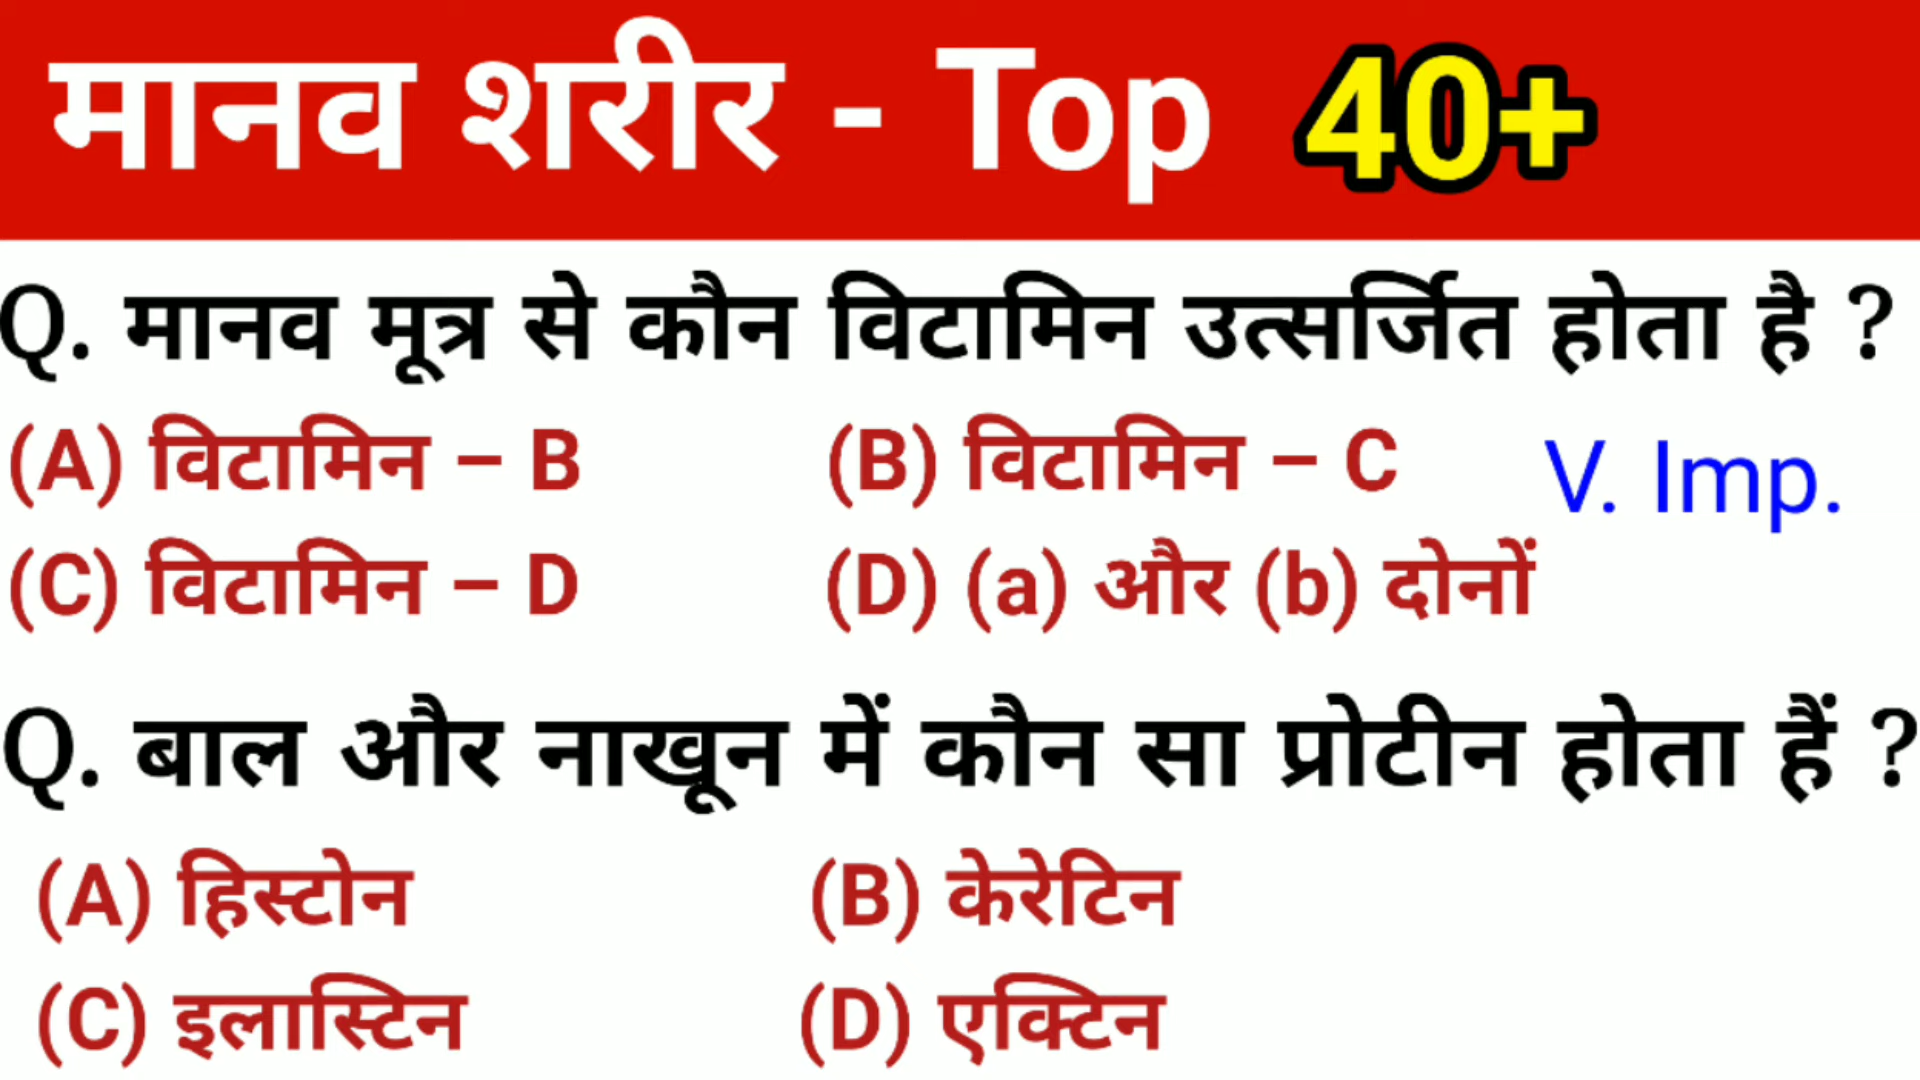 मानव शरीर - Top 40+
Q. मानव मूत्र से कौन विटामिन उत्सर्जित होता है ?
(A) विटामिन – B (B) विटामिन – C V. Imp.
(C) विटामिन – D (D) (a) और (b) दोनों
Q. बाल और नाखून में कौन सा प्रोटीन होता हैं ?
(A) हिस्टोन (B) केरेटिन
(C) इलास्टिन (D) एक्टिन